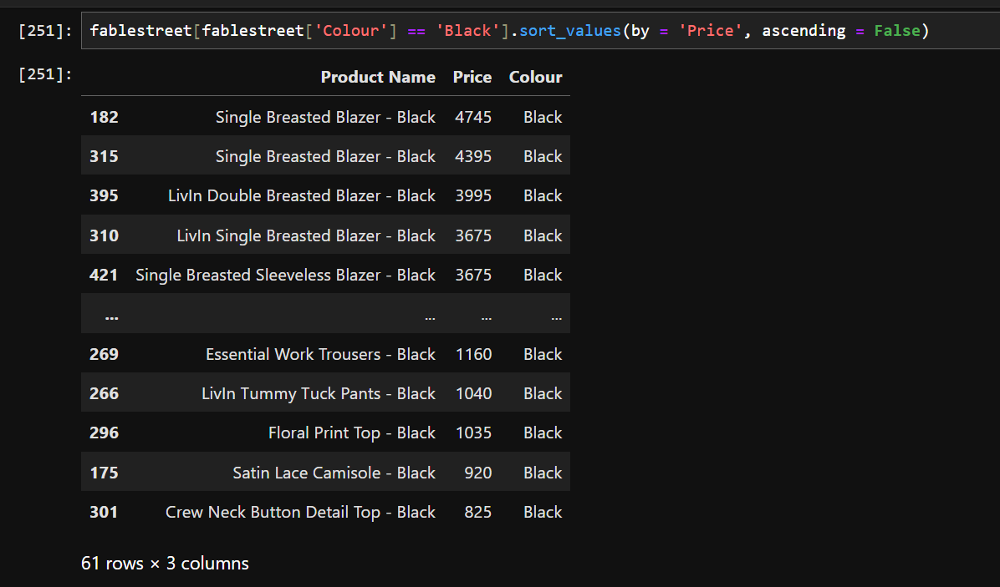 [251]: fablestreet[fablestreet['Colour'] == 'Black'].sort_values(by = 'Price', ascending = False)
[251]:
Product Name Price Colour
182 Single Breasted Blazer - Black 4745 Black
315 Single Breasted Blazer - Black 4395 Black
395 LivIn Double Breasted Blazer - Black 3995 Black
310 LivIn Single Breasted Blazer - Black 3675 Black
421 Single Breasted Sleeveless Blazer - Black 3675 Black
... ... ... ...
269 Essential Work Trousers - Black 1160 Black
266 LivIn Tummy Tuck Pants - Black 1040 Black
296 Floral Print Top - Black 1035 Black
175 Satin Lace Camisole - Black 920 Black
301 Crew Neck Button Detail Top - Black 825 Black
61 rows × 3 columns